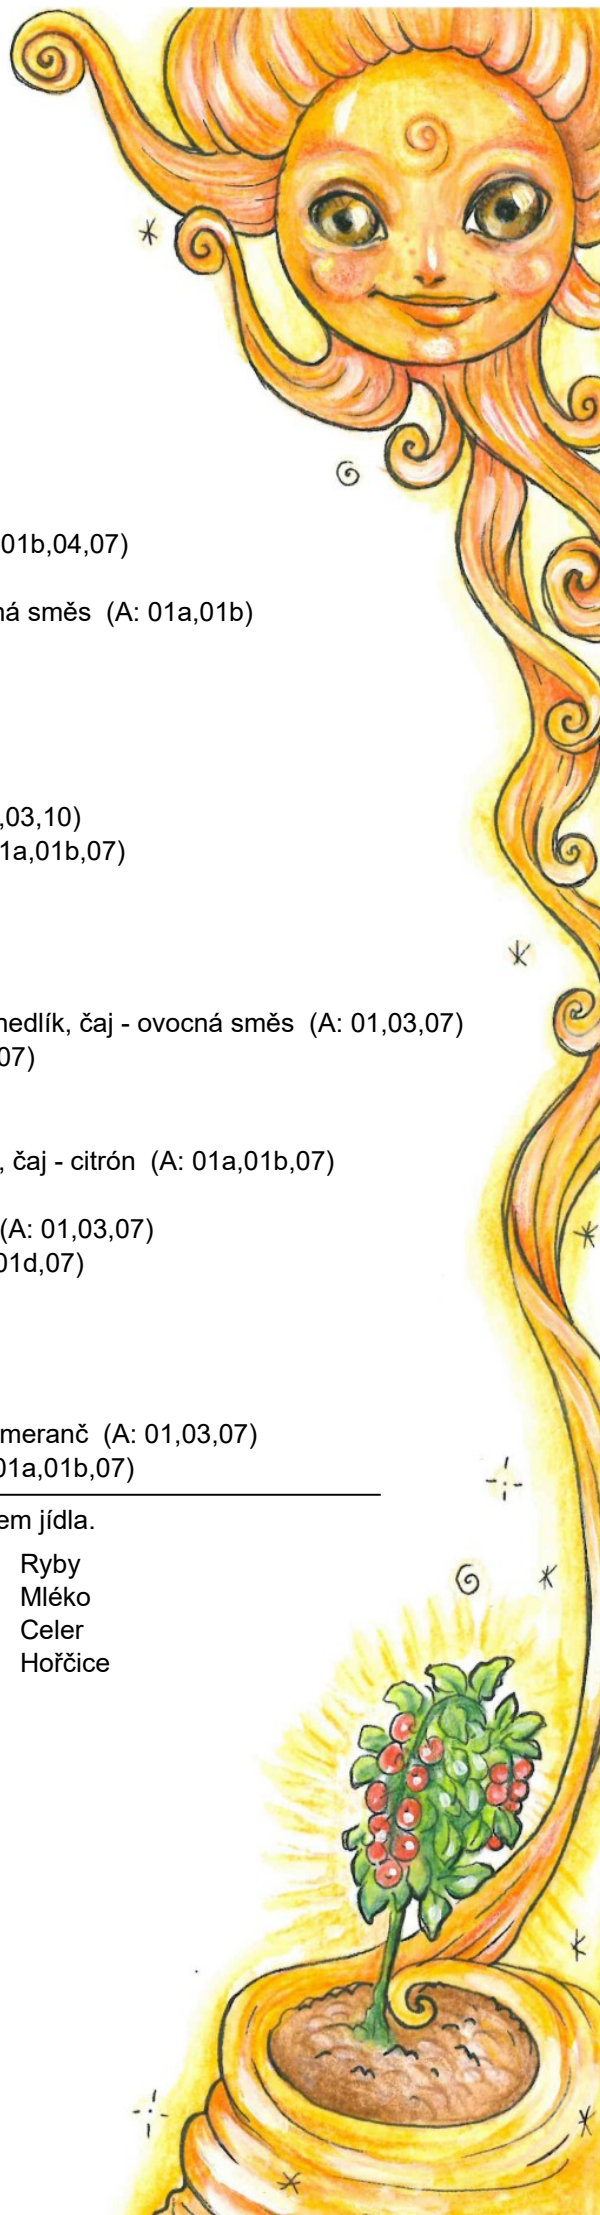 01b,04,07)
ná směs (A: 01a,01b)
,03,10)
1a,01b,07)
nedlík, čaj - ovocná směs (A: 01,03,07)
07)
, čaj - citrón (A: 01a,01b,07)
(A: 01,03,07)
01d,07)
meranč (A: 01,03,07)
01a,01b,07)
em jídla.
Ryby
Mléko
Celer
Hořčice